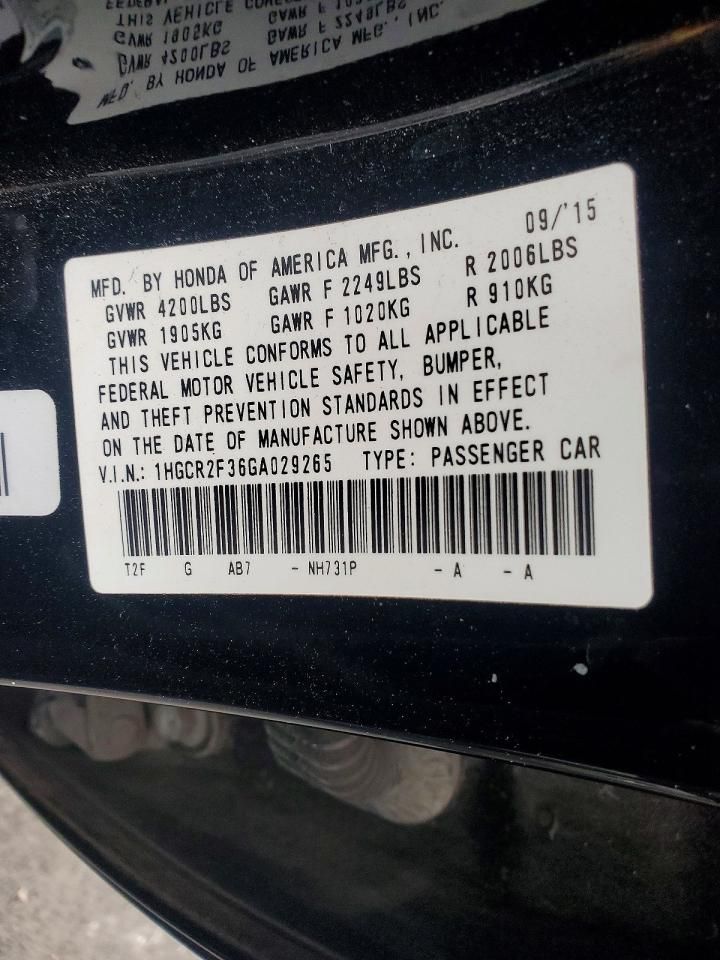 MFD. BY HONDA OF AMERICA MFG., INC. 09/'15
GVWR 4200LBS GAWR F 2249LBS R 2006LBS
GVWR 1905KG GAWR F 1020KG R 910KG
THIS VEHICLE CONFORMS TO ALL APPLICABLE
FEDERAL MOTOR VEHICLE SAFETY, BUMPER,
AND THEFT PREVENTION STANDARDS IN EFFECT
ON THE DATE OF MANUFACTURE SHOWN ABOVE.
V.I.N.: 1HGCR2F36GA029265 TYPE: PASSENGER CAR
T2F G AB7 - NH731P - A - A